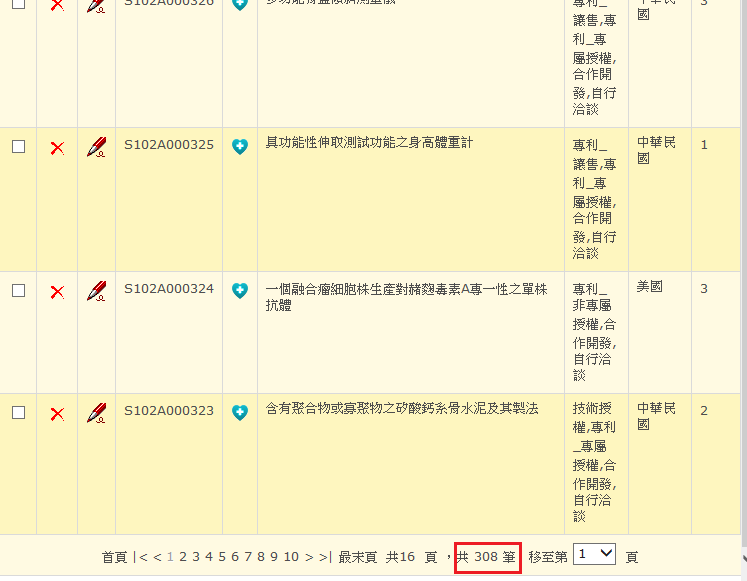 S102A000326
專利_
讓售,專
利_專
屬授權,
合作開
發,自行
洽談
中華民
國
3
S102A000325
具功能性伸取測試功能之身高體重計
專利_
讓售,專
利_專
屬授權,
合作開
發,自行
洽談
中華民
國
1
S102A000324
一個融合瘤細胞株生產對赭麴毒素A專一性之單株
抗體
專利_
非專屬
授權,合
作開發,
自行洽
談
美國
3
S102A000323
含有聚合物或寡聚物之矽酸鈣系骨水泥及其製法
技術授
權,專利
_專屬
授權,合
作開發,
自行洽
談
中華民
國
2
首頁 |< < 1 2 3 4 5 6 7 8 9 10 > >| 最末頁 共16 頁 ，共 308 筆 移至第 1 頁